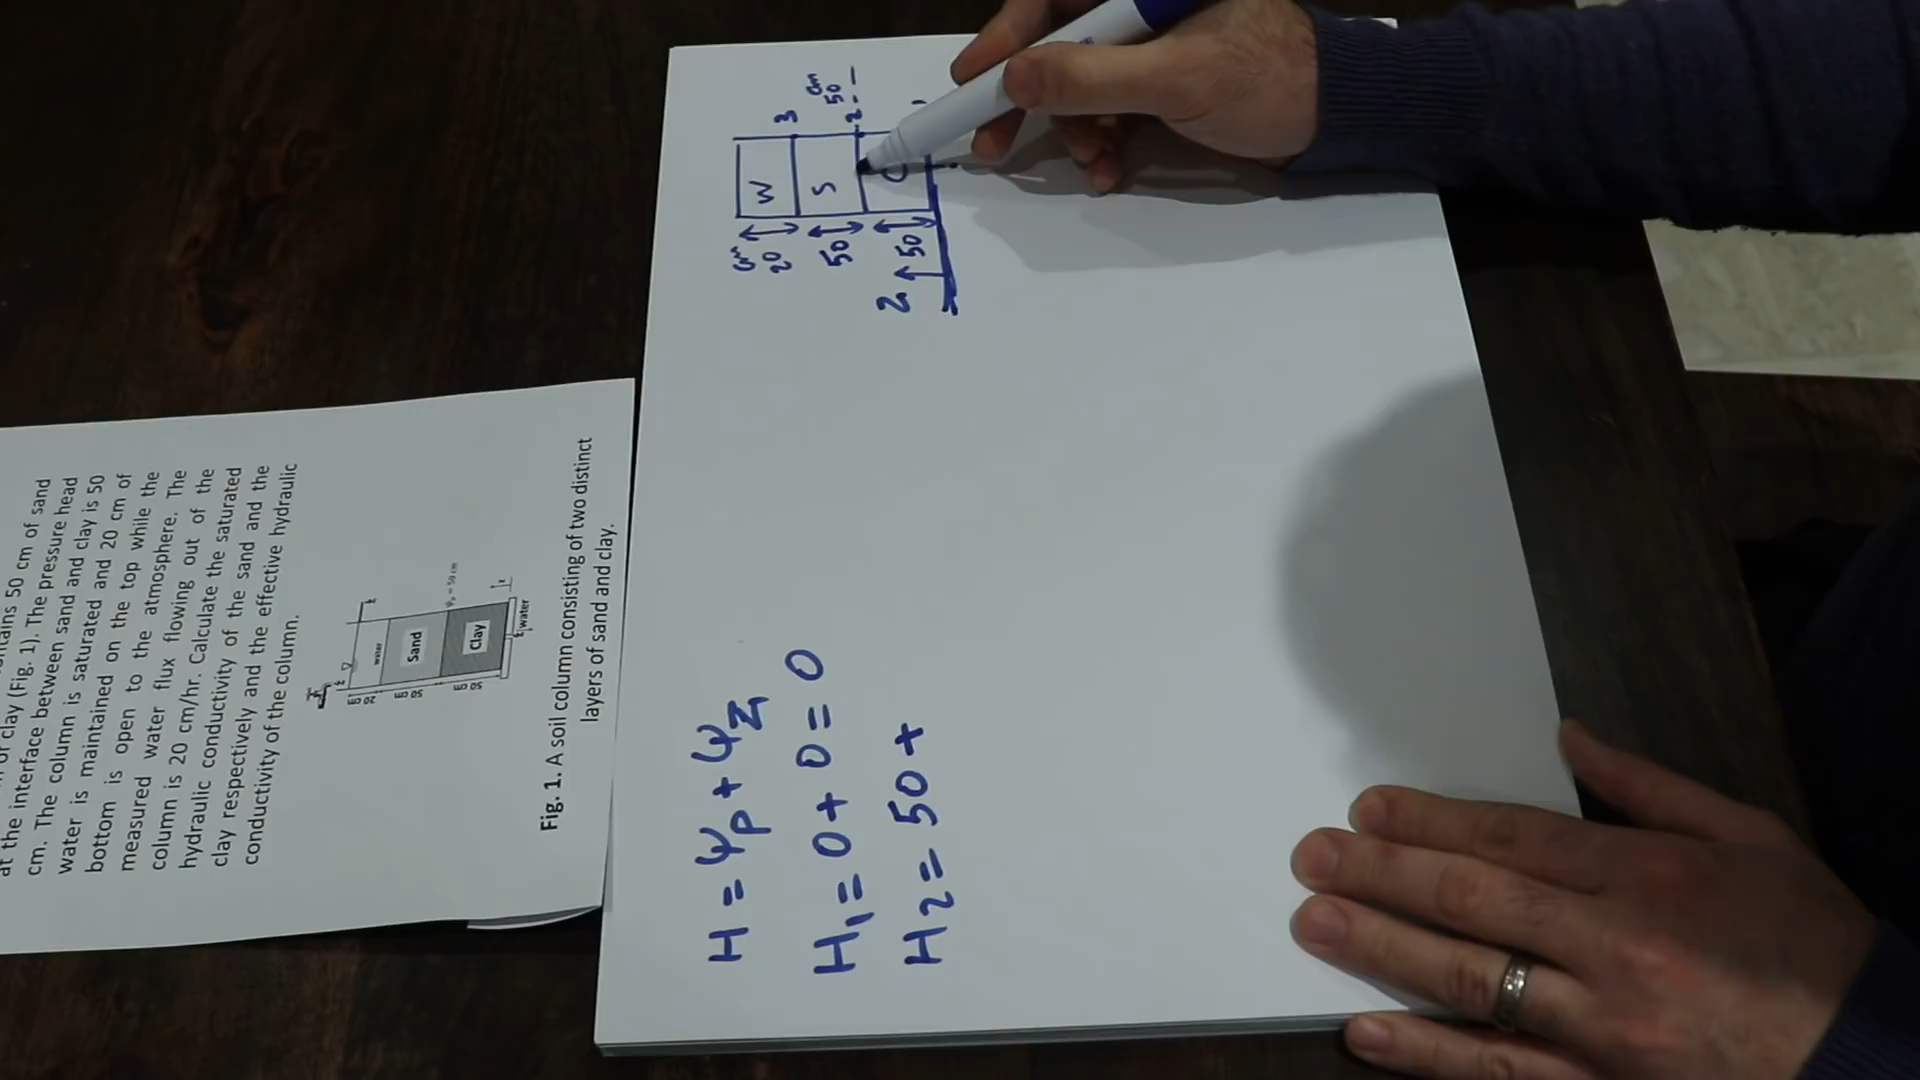 at the interface between sand and clay is 50
cm. The column is saturated and 20 cm of
water is maintained on the top while the
bottom is open to the atmosphere. The
measured water flux flowing out of the
column is 20 cm/hr. Calculate the saturated
hydraulic conductivity of the sand and the
clay respectively and the effective hydraulic
conductivity of the column.
water
Sand
Clay
water
20 cm
50 cm
50 cm
= 50 cm
Fig. 1. A soil column consisting of two distinct
layers of sand and clay.
cm
20
W
3
50
S
2
50
cm
50
C
Z
H = Ψp + Ψz
H1 = 0 + 0 = 0
H2 = 50 +